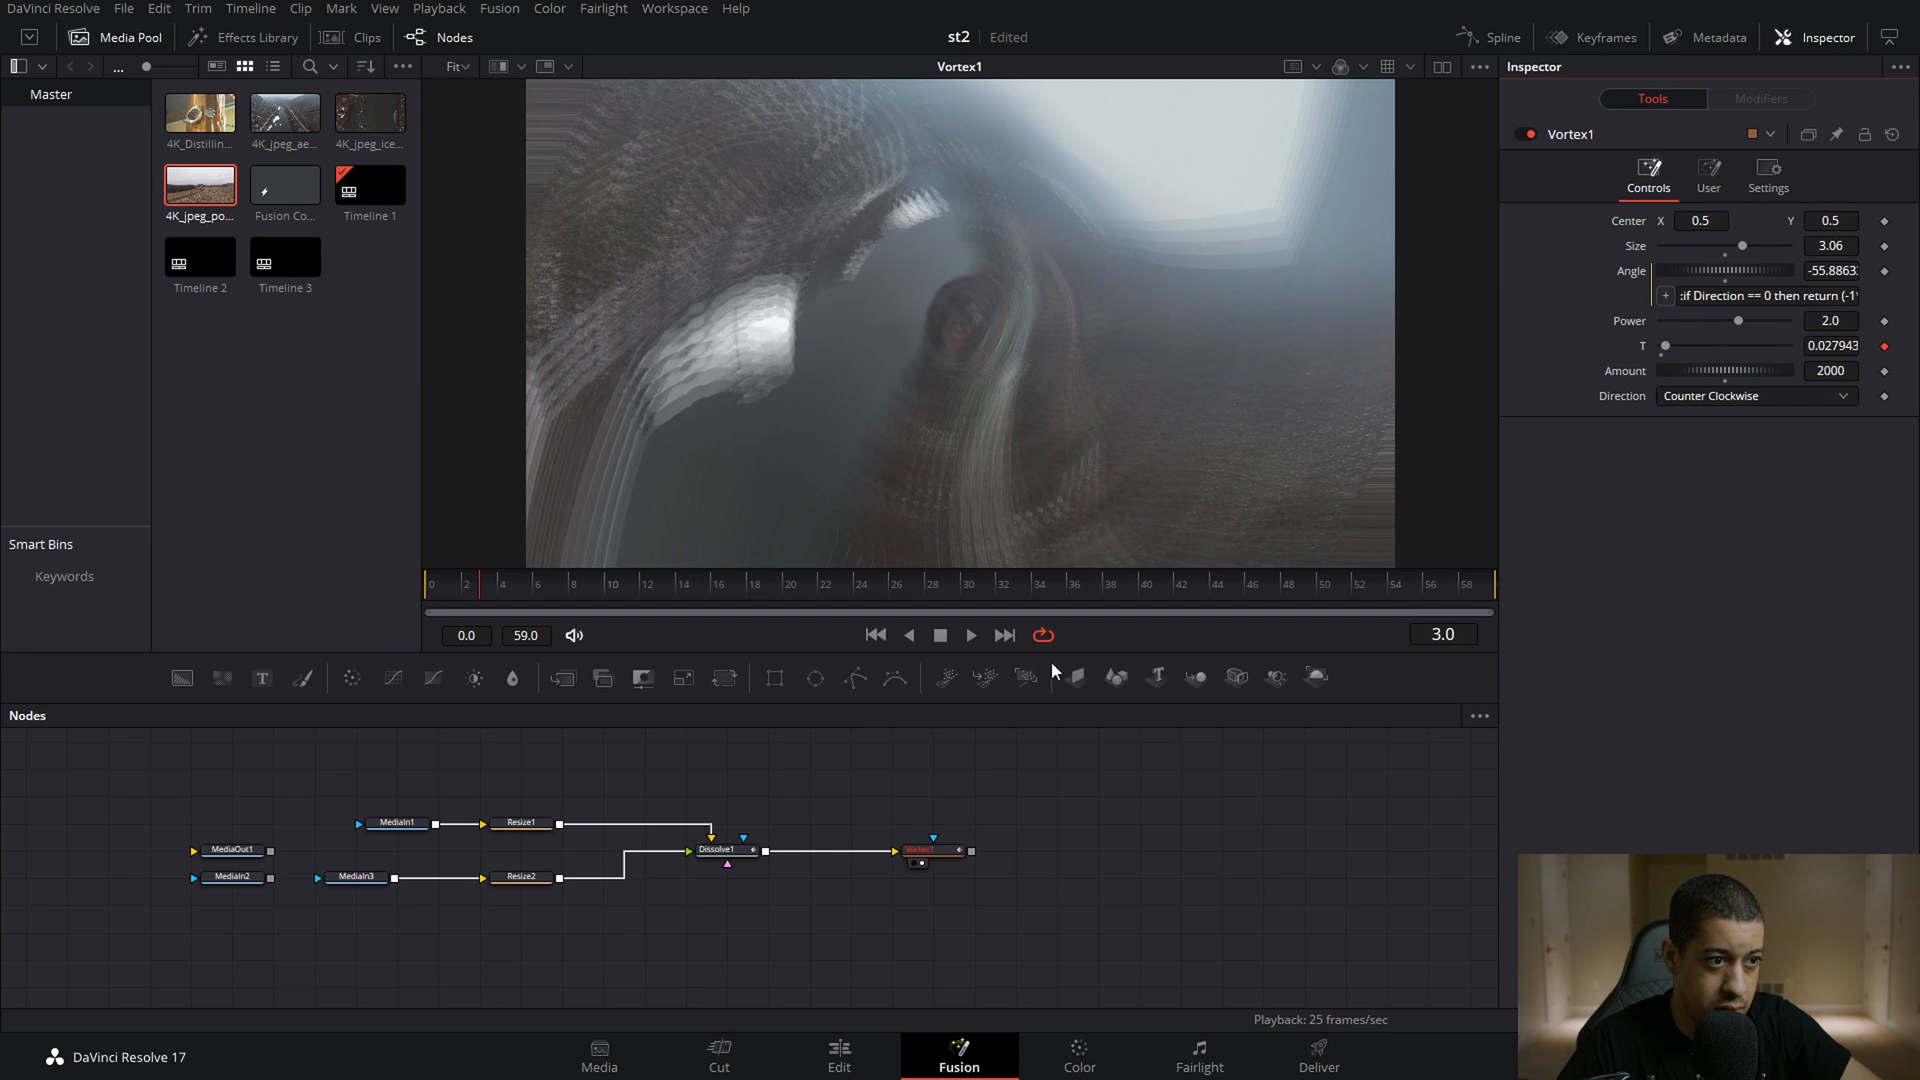 DaVinci Resolve File Edit Trim Timeline Clip Mark View Playback Fusion Color Fairlight Workspace Help
Media Pool Effects Library Clips Nodes st2 Edited Spline Keyframes Metadata Inspector
... Fit Vortex1 Inspector
Master
Tools Modifiers
Vortex1
4K_Distillin... 4K_jpeg_ae... 4K_jpeg_ice...
Controls User Settings
4K_jpeg_po... Fusion Co... Timeline 1
Center X 0.5 Y 0.5
Size 3.06
Angle -55.8863
:if Direction == 0 then return (-1*
Timeline 2 Timeline 3
Power 2.0
T 0.027943
Amount 2000
Direction Counter Clockwise
Smart Bins
Keywords
0 2 4 6 8 10 12 14 16 18 20 22 24 26 28 30 32 34 36 38 40 42 44 46 48 50 52 54 56 58
0.0 59.0 3.0
Nodes
MediaIn1 Resize1
MediaOut1 Dissolve1 Vortex1
MediaIn2 MediaIn3 Resize2
Playback: 25 frames/sec
DaVinci Resolve 17
Media Cut Edit Fusion Color Fairlight Deliver